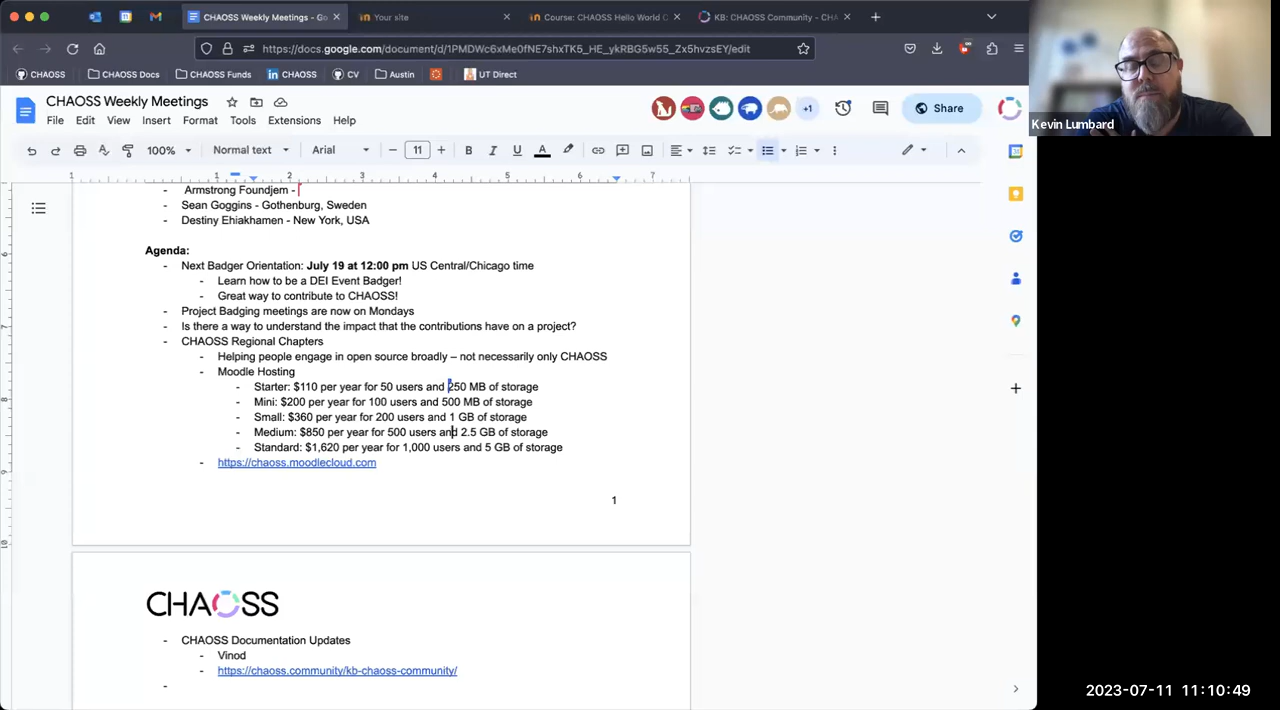 CHAOSS Weekly Meetings - Go
Your site
Course: CHAOSS Hello World C
KB: CHAOSS Community - CHA
https://docs.google.com/document/d/1PMDWc6xMe0fNE7shxTK5_HE_ykRBG5w55_Zx5hvzsEY/edit
CHAOSS
CHAOSS Docs
CHAOSS Funds
CHAOSS
CV
Austin
UT Direct
CHAOSS Weekly Meetings
File Edit View Insert Format Tools Extensions Help
+1
Share
100% Normal text Arial 11
1 1 2 3 4 5 6 7
- Armstrong Foundjem -
- Sean Goggins - Gothenburg, Sweden
- Destiny Ehiakhamen - New York, USA
Agenda:
- Next Badger Orientation: July 19 at 12:00 pm US Central/Chicago time
- Learn how to be a DEI Event Badger!
- Great way to contribute to CHAOSS!
- Project Badging meetings are now on Mondays
- Is there a way to understand the impact that the contributions have on a project?
- CHAOSS Regional Chapters
- Helping people engage in open source broadly – not necessarily only CHAOSS
- Moodle Hosting
- Starter: $110 per year for 50 users and 250 MB of storage
- Mini: $200 per year for 100 users and 500 MB of storage
- Small: $360 per year for 200 users and 1 GB of storage
- Medium: $850 per year for 500 users and 2.5 GB of storage
- Standard: $1,620 per year for 1,000 users and 5 GB of storage
- https://chaoss.moodlecloud.com
1
CHAOSS
- CHAOSS Documentation Updates
- Vinod
- https://chaoss.community/kb-chaoss-community/
-
Kevin Lumbard
2023-07-11 11:10:49